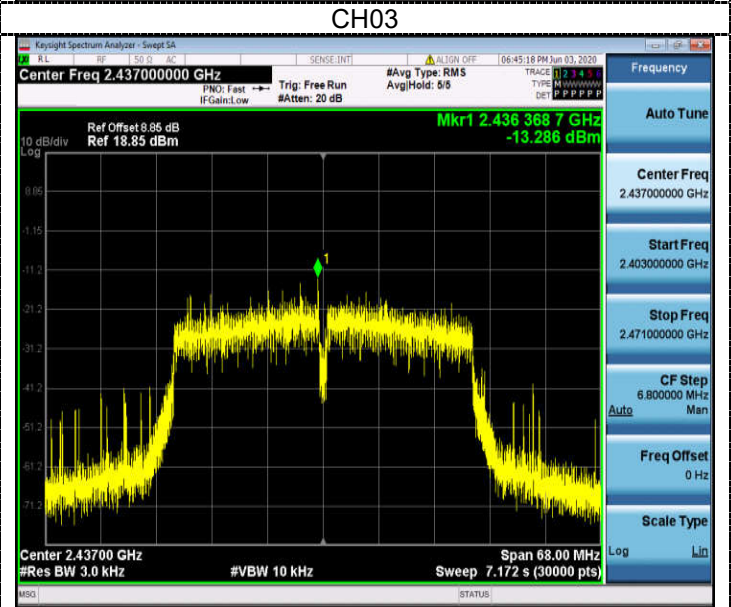 CH03
Keysight Spectrum Analyzer - Swept SA
RL RF 50 Ω AC SENSE:INT ALIGN OFF 06:45:18 PM Jun 03, 2020
Center Freq 2.437000000 GHz
PNO: Fast
IFGain:Low
Trig: Free Run
#Atten: 20 dB
#Avg Type: RMS
Avg|Hold: 5/5
TRACE 1 2 3 4 5 6
TYPE M WWWWW
DET P P P P P P
Frequency
Auto Tune
Center Freq
2.437000000 GHz
Start Freq
2.403000000 GHz
Stop Freq
2.471000000 GHz
CF Step
6.800000 MHz
Auto Man
Freq Offset
0 Hz
Scale Type
Log Lin
Mkr1 2.436 368 7 GHz
-13.286 dBm
Ref Offset 8.85 dB
Ref 18.85 dBm
10 dB/div
Log
8.85
-1.15
-11.2
-21.2
-31.2
-41.2
-51.2
-61.2
-71.2
1
Center 2.43700 GHz
Span 68.00 MHz
#Res BW 3.0 kHz
#VBW 10 kHz
Sweep 7.172 s (30000 pts)
MSG
STATUS